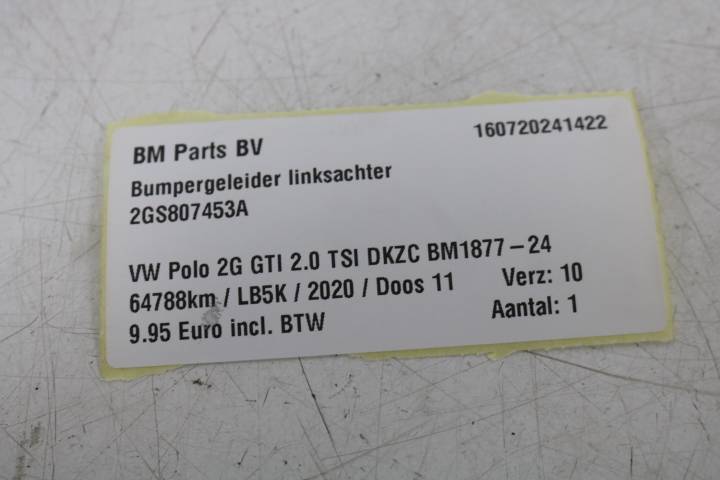 BM Parts BV 160720241422
Bumpergeleider linksachter
2GS807453A
VW Polo 2G GTI 2.0 TSI DKZC BM1877-24
64788km / LB5K / 2020 / Doos 11 Verz: 10
9.95 Euro incl. BTW Aantal: 1